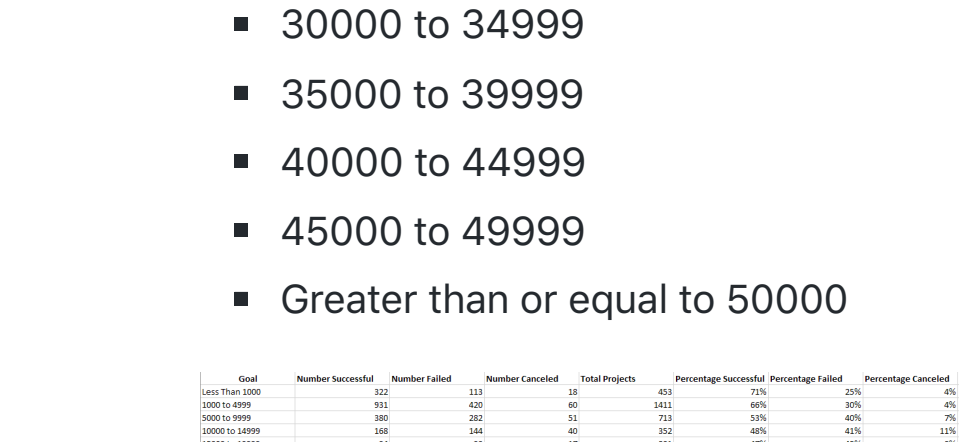 30000 to 34999
35000 to 39999
40000 to 44999
45000 to 49999
Greater than or equal to 50000
Goal Number Successful Number Failed Number Canceled Total Projects Percentage Successful Percentage Failed Percentage Canceled
Less Than 1000 322 113 18 453 71% 25% 4%
1000 to 4999 931 420 60 1411 66% 30% 4%
5000 to 9999 380 282 51 713 53% 40% 7%
10000 to 14999 168 144 40 352 48% 41% 11%